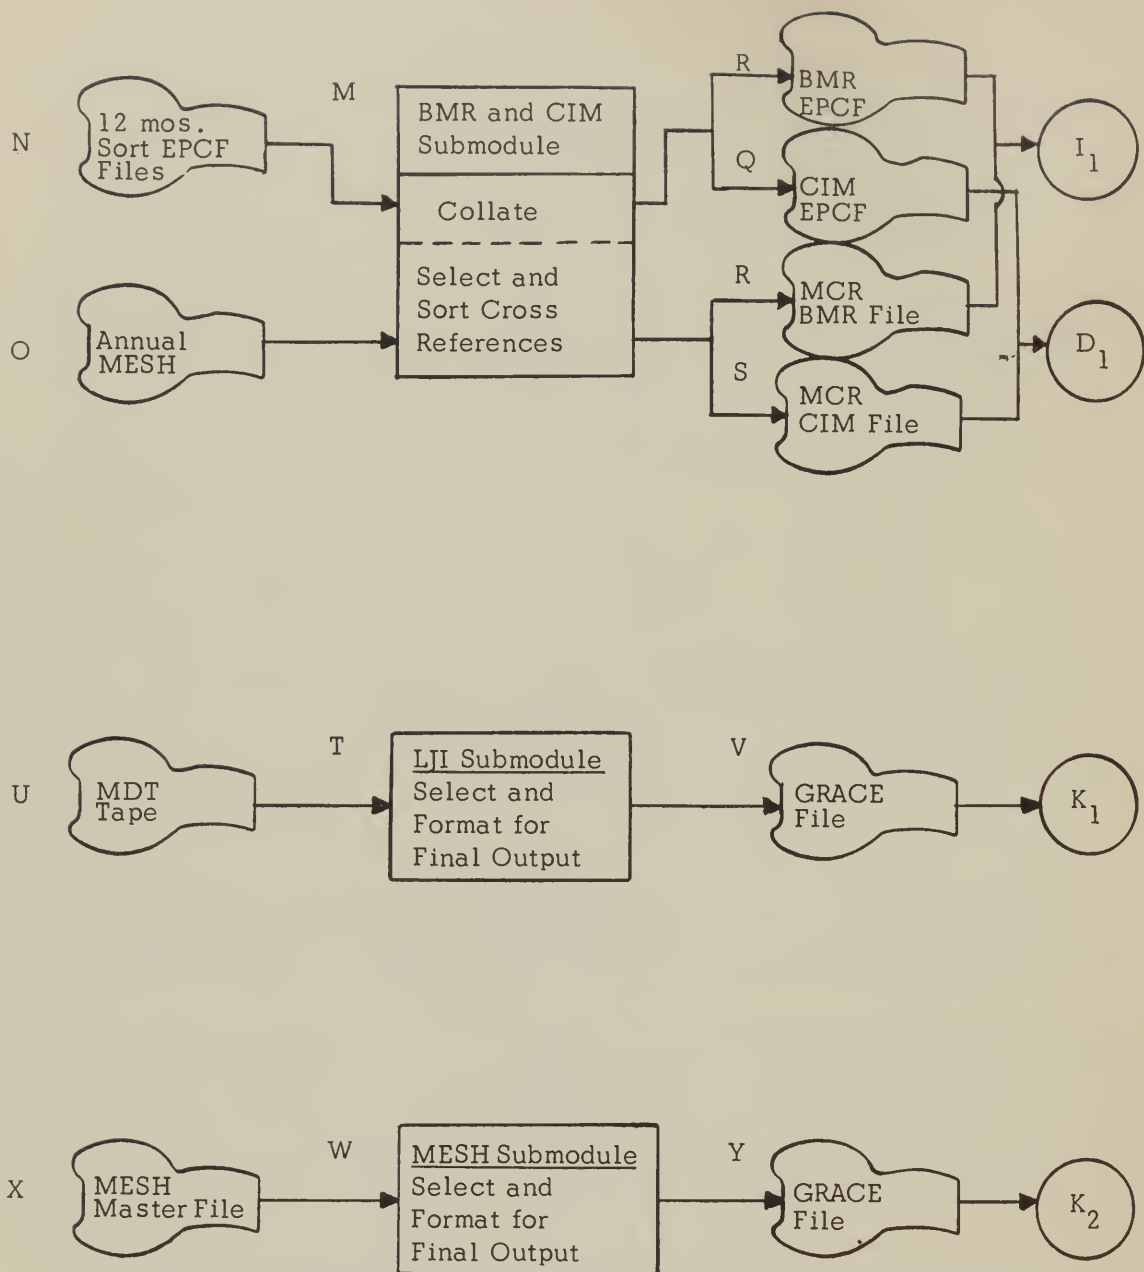 N
12 mos.
Sort EPCF
Files
M
BMR and CIM
Submodule
Collate
Select and
Sort Cross
References
O
Annual
MESH
R
BMR
EPCF
Q
CIM
EPCF
R
MCR
BMR File
S
MCR
CIM File
I1
D1
U
MDT
Tape
T
LJI Submodule
Select and
Format for
Final Output
V
GRACE
File
K1
X
MESH
Master File
W
MESH Submodule
Select and
Format for
Final Output
Y
GRACE
File
K2